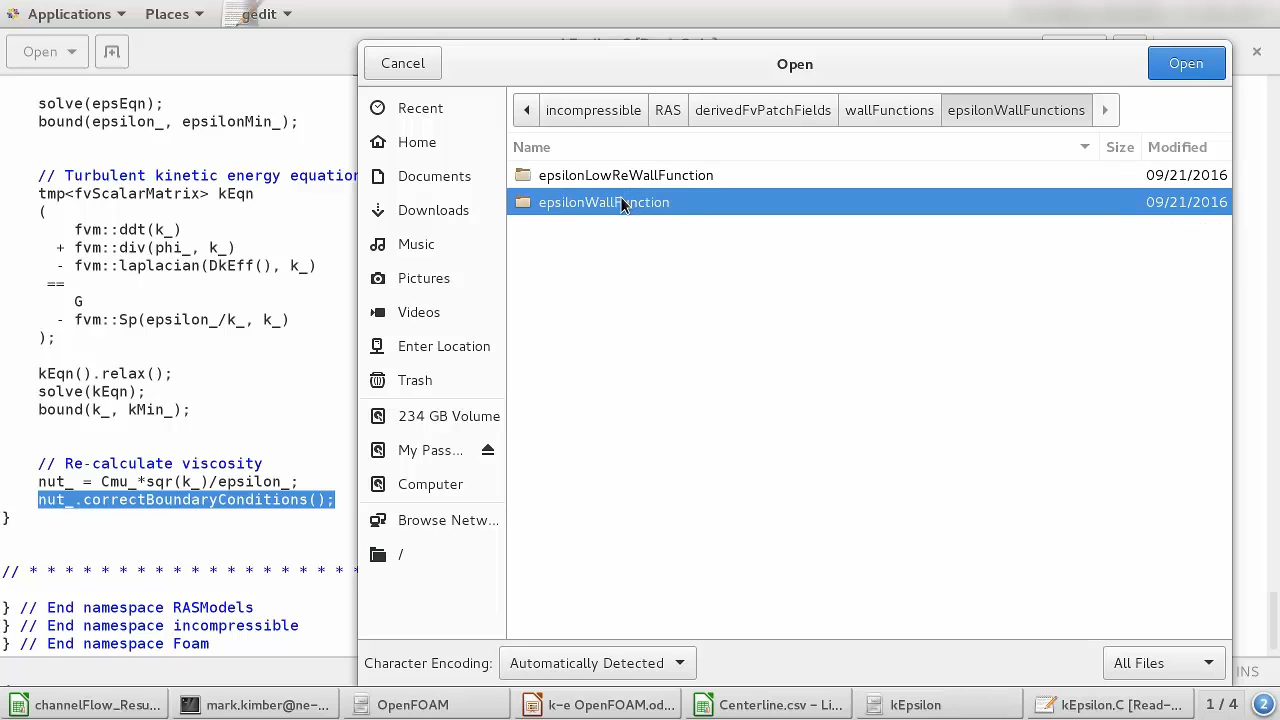 Applications Places gedit
Open
solve(epsEqn);
bound(epsilon_, epsilonMin_);
// Turbulent kinetic energy equation
tmp<fvScalarMatrix> kEqn
(
fvm::ddt(k_)
+ fvm::div(phi_, k_)
- fvm::laplacian(DkEff(), k_)
==
G
- fvm::Sp(epsilon_/k_, k_)
);
kEqn().relax();
solve(kEqn);
bound(k_, kMin_);
// Re-calculate viscosity
nut_ = Cmu_*sqr(k_)/epsilon_;
nut_.correctBoundaryConditions();
}
// * * * * * * * * * * * * * * * * * *
} // End namespace RASModels
} // End namespace incompressible
} // End namespace Foam
Cancel Open Open
Recent
Home
Documents
Downloads
Music
Pictures
Videos
Enter Location
Trash
234 GB Volume
My Pass...
Computer
Browse Netw...
/
incompressible RAS derivedFvPatchFields wallFunctions epsilonWallFunctions
Name Size Modified
epsilonLowReWallFunction 09/21/2016
epsilonWallFunction 09/21/2016
Character Encoding: Automatically Detected All Files
INS
channelFlow_Resu... mark.kimber@ne-... OpenFOAM k-e OpenFOAM.od... Centerline.csv - Li... kEpsilon kEpsilon.C [Read-... 1 / 4 2